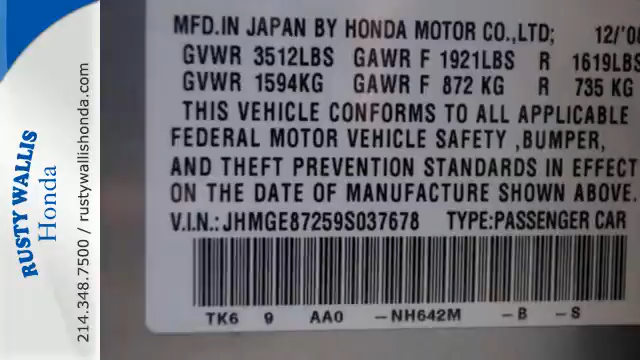 RUSTY WALLIS
Honda
214.348.7500 / rustywallishonda.com
MFD.IN JAPAN BY HONDA MOTOR CO.,LTD; 12/'0
GVWR 3512LBS GAWR F 1921LBS R 1619LBS
GVWR 1594KG GAWR F 872 KG R 735 KG
THIS VEHICLE CONFORMS TO ALL APPLICABLE
FEDERAL MOTOR VEHICLE SAFETY ,BUMPER,
AND THEFT PREVENTION STANDARDS IN EFFECT
ON THE DATE OF MANUFACTURE SHOWN ABOVE.
V.I.N.: JHMGE87259S037678 TYPE:PASSENGER CAR
TK6 9 AA0 -NH642M -B -S